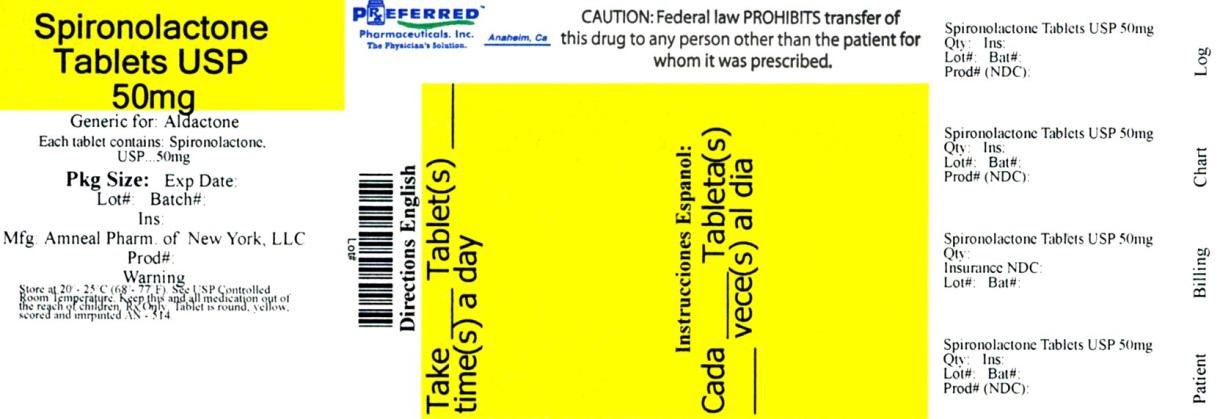 Spironolactone
Tablets USP
50mg
Generic for: Aldactone
Each tablet contains: Spironolactone,
USP...50mg
Pkg Size: Exp Date:
Lot#: Batch#:
Ins:
Mfg: Amneal Pharm. of New York, LLC
Prod#:
Warning
Store at 20° - 25°C (68° - 77°F). See USP Controlled
Room Temperature. Keep this and all medication out of
the reach of children. Rx Only. Tablet is round, yellow,
scored and imrpinted AN - 514.
PREFERRED
Pharmaceuticals, Inc.
The Physician's Solution.
Anaheim, Ca
CAUTION: Federal law PROHIBITS transfer of
this drug to any person other than the patient for
whom it was prescribed.
Lot#
Directions English
Take ____ Tablet(s) ____
time(s) a day
Instrucciones Espanol:
Cada ____ Tableta(s)
____ vece(s) al dia
Spironolactone Tablets USP 50mg
Qty: Ins:
Lot#: Bat#:
Prod# (NDC):
Log
Spironolactone Tablets USP 50mg
Qty: Ins:
Lot#: Bat#:
Prod# (NDC):
Chart
Spironolactone Tablets USP 50mg
Qty:
Insurance NDC:
Lot#: Bat#:
Billing
Spironolactone Tablets USP 50mg
Qty: Ins:
Lot#: Bat#:
Prod# (NDC):
Patient